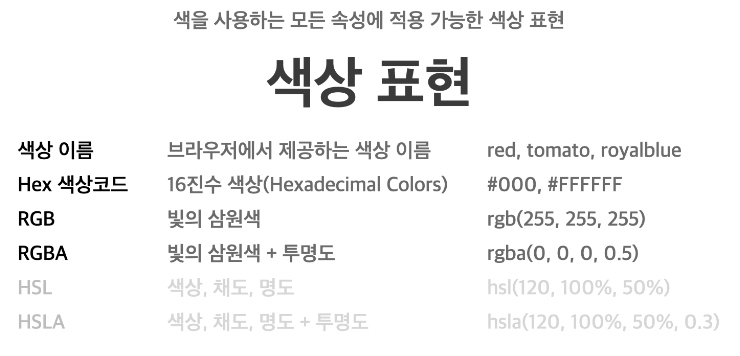 색을 사용하는 모든 속성에 적용 가능한 색상 표현
색상 표현
색상 이름 브라우저에서 제공하는 색상 이름 red, tomato, royalblue
Hex 색상코드 16진수 색상(Hexadecimal Colors) #000, #FFFFFF
RGB 빛의 삼원색 rgb(255, 255, 255)
RGBA 빛의 삼원색 + 투명도 rgba(0, 0, 0, 0.5)
HSL 색상, 채도, 명도 hsl(120, 100%, 50%)
HSLA 색상, 채도, 명도 + 투명도 hsla(120, 100%, 50%, 0.3)